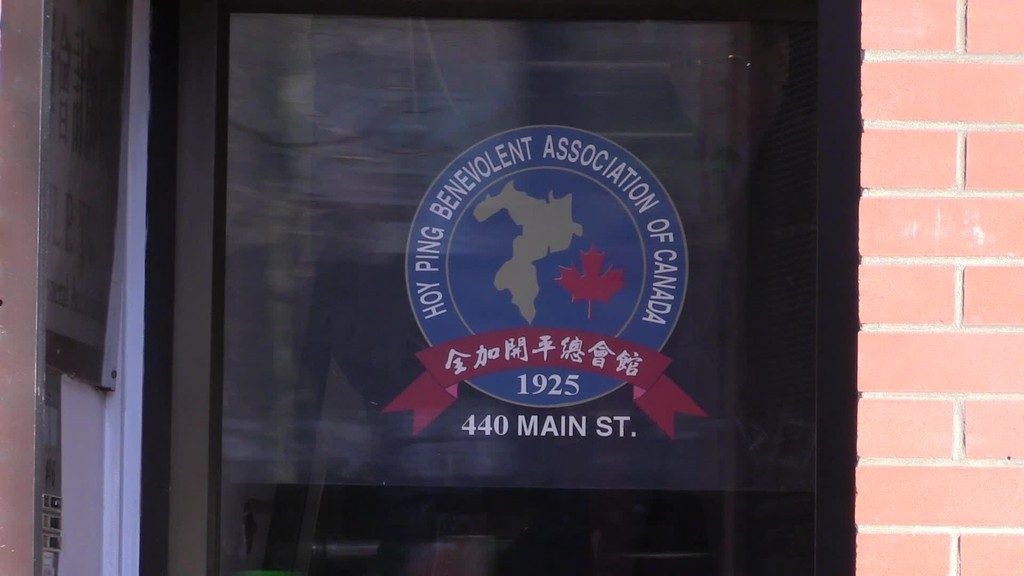 HOY PING BENEVOLENT ASSOCIATION OF CANADA
全加開平總會館
1925
440 MAIN ST.